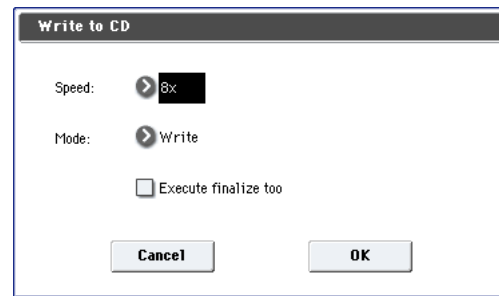 Write to CD
Speed: 8x
Mode: Write
Execute finalize too
Cancel OK